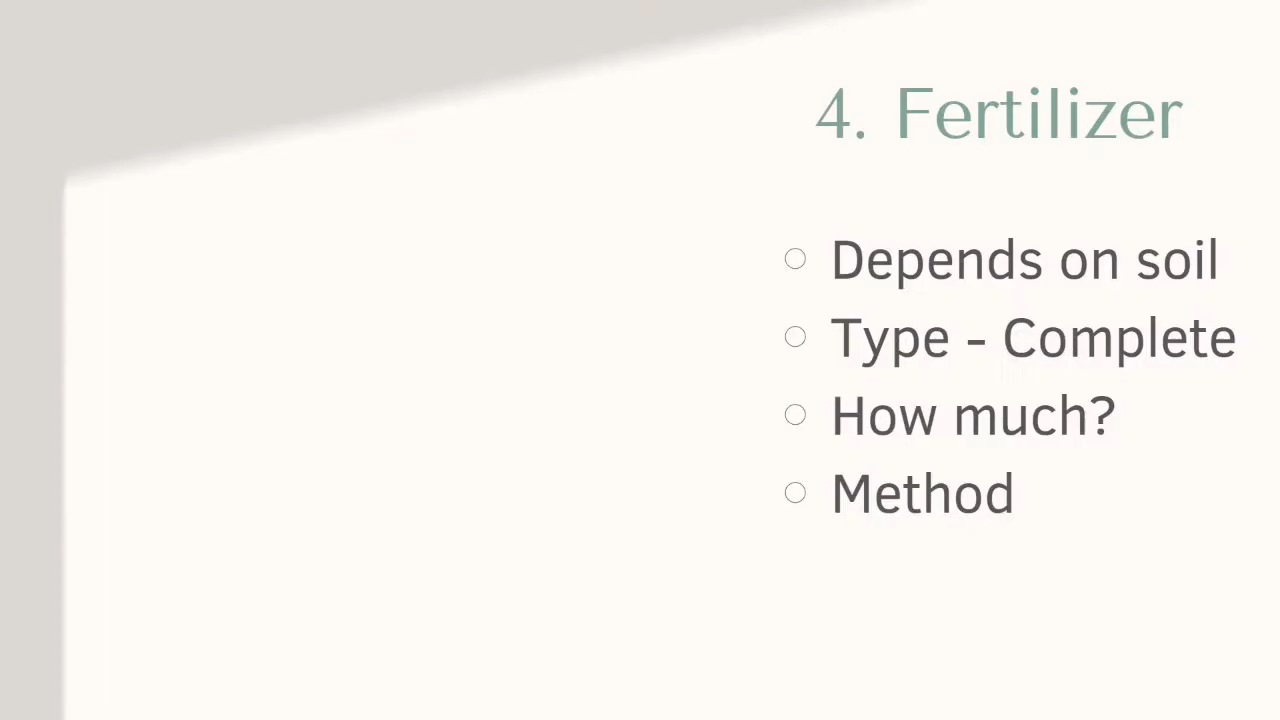 4. Fertilizer
Depends on soil
Type - Complete
How much?
Method